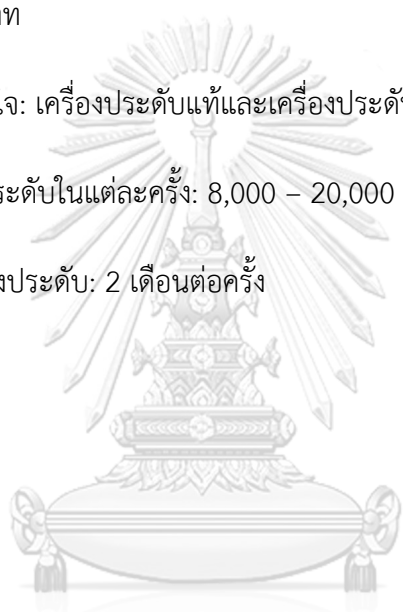 จ: เครื่องประดับแท้และเครื่องประดับ
ระดับในแต่ละครั้ง: 8,000 – 20,000
งประดับ: 2 เดือนต่อครั้ง